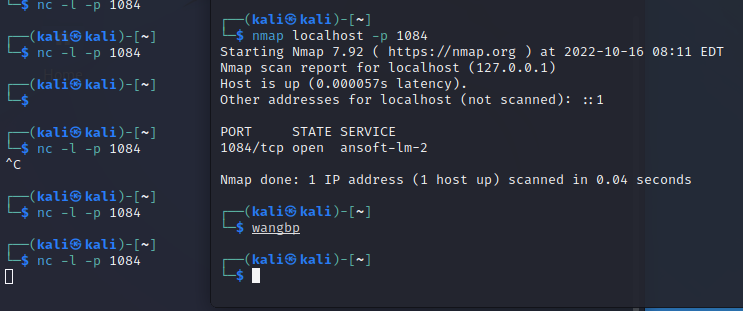 └─$ nc -l -p 1084
┌──(kali㉿kali)-[~]
└─$ nc -l -p 1084
┌──(kali㉿kali)-[~]
└─$
┌──(kali㉿kali)-[~]
└─$ nc -l -p 1084
^C
┌──(kali㉿kali)-[~]
└─$ nc -l -p 1084
┌──(kali㉿kali)-[~]
└─$ nc -l -p 1084
┌──(kali㉿kali)-[~]
└─$ nmap localhost -p 1084
Starting Nmap 7.92 ( https://nmap.org ) at 2022-10-16 08:11 EDT
Nmap scan report for localhost (127.0.0.1)
Host is up (0.000057s latency).
Other addresses for localhost (not scanned): ::1
PORT     STATE SERVICE
1084/tcp open  ansoft-lm-2
Nmap done: 1 IP address (1 host up) scanned in 0.04 seconds
┌──(kali㉿kali)-[~]
└─$ wangbp
┌──(kali㉿kali)-[~]
└─$